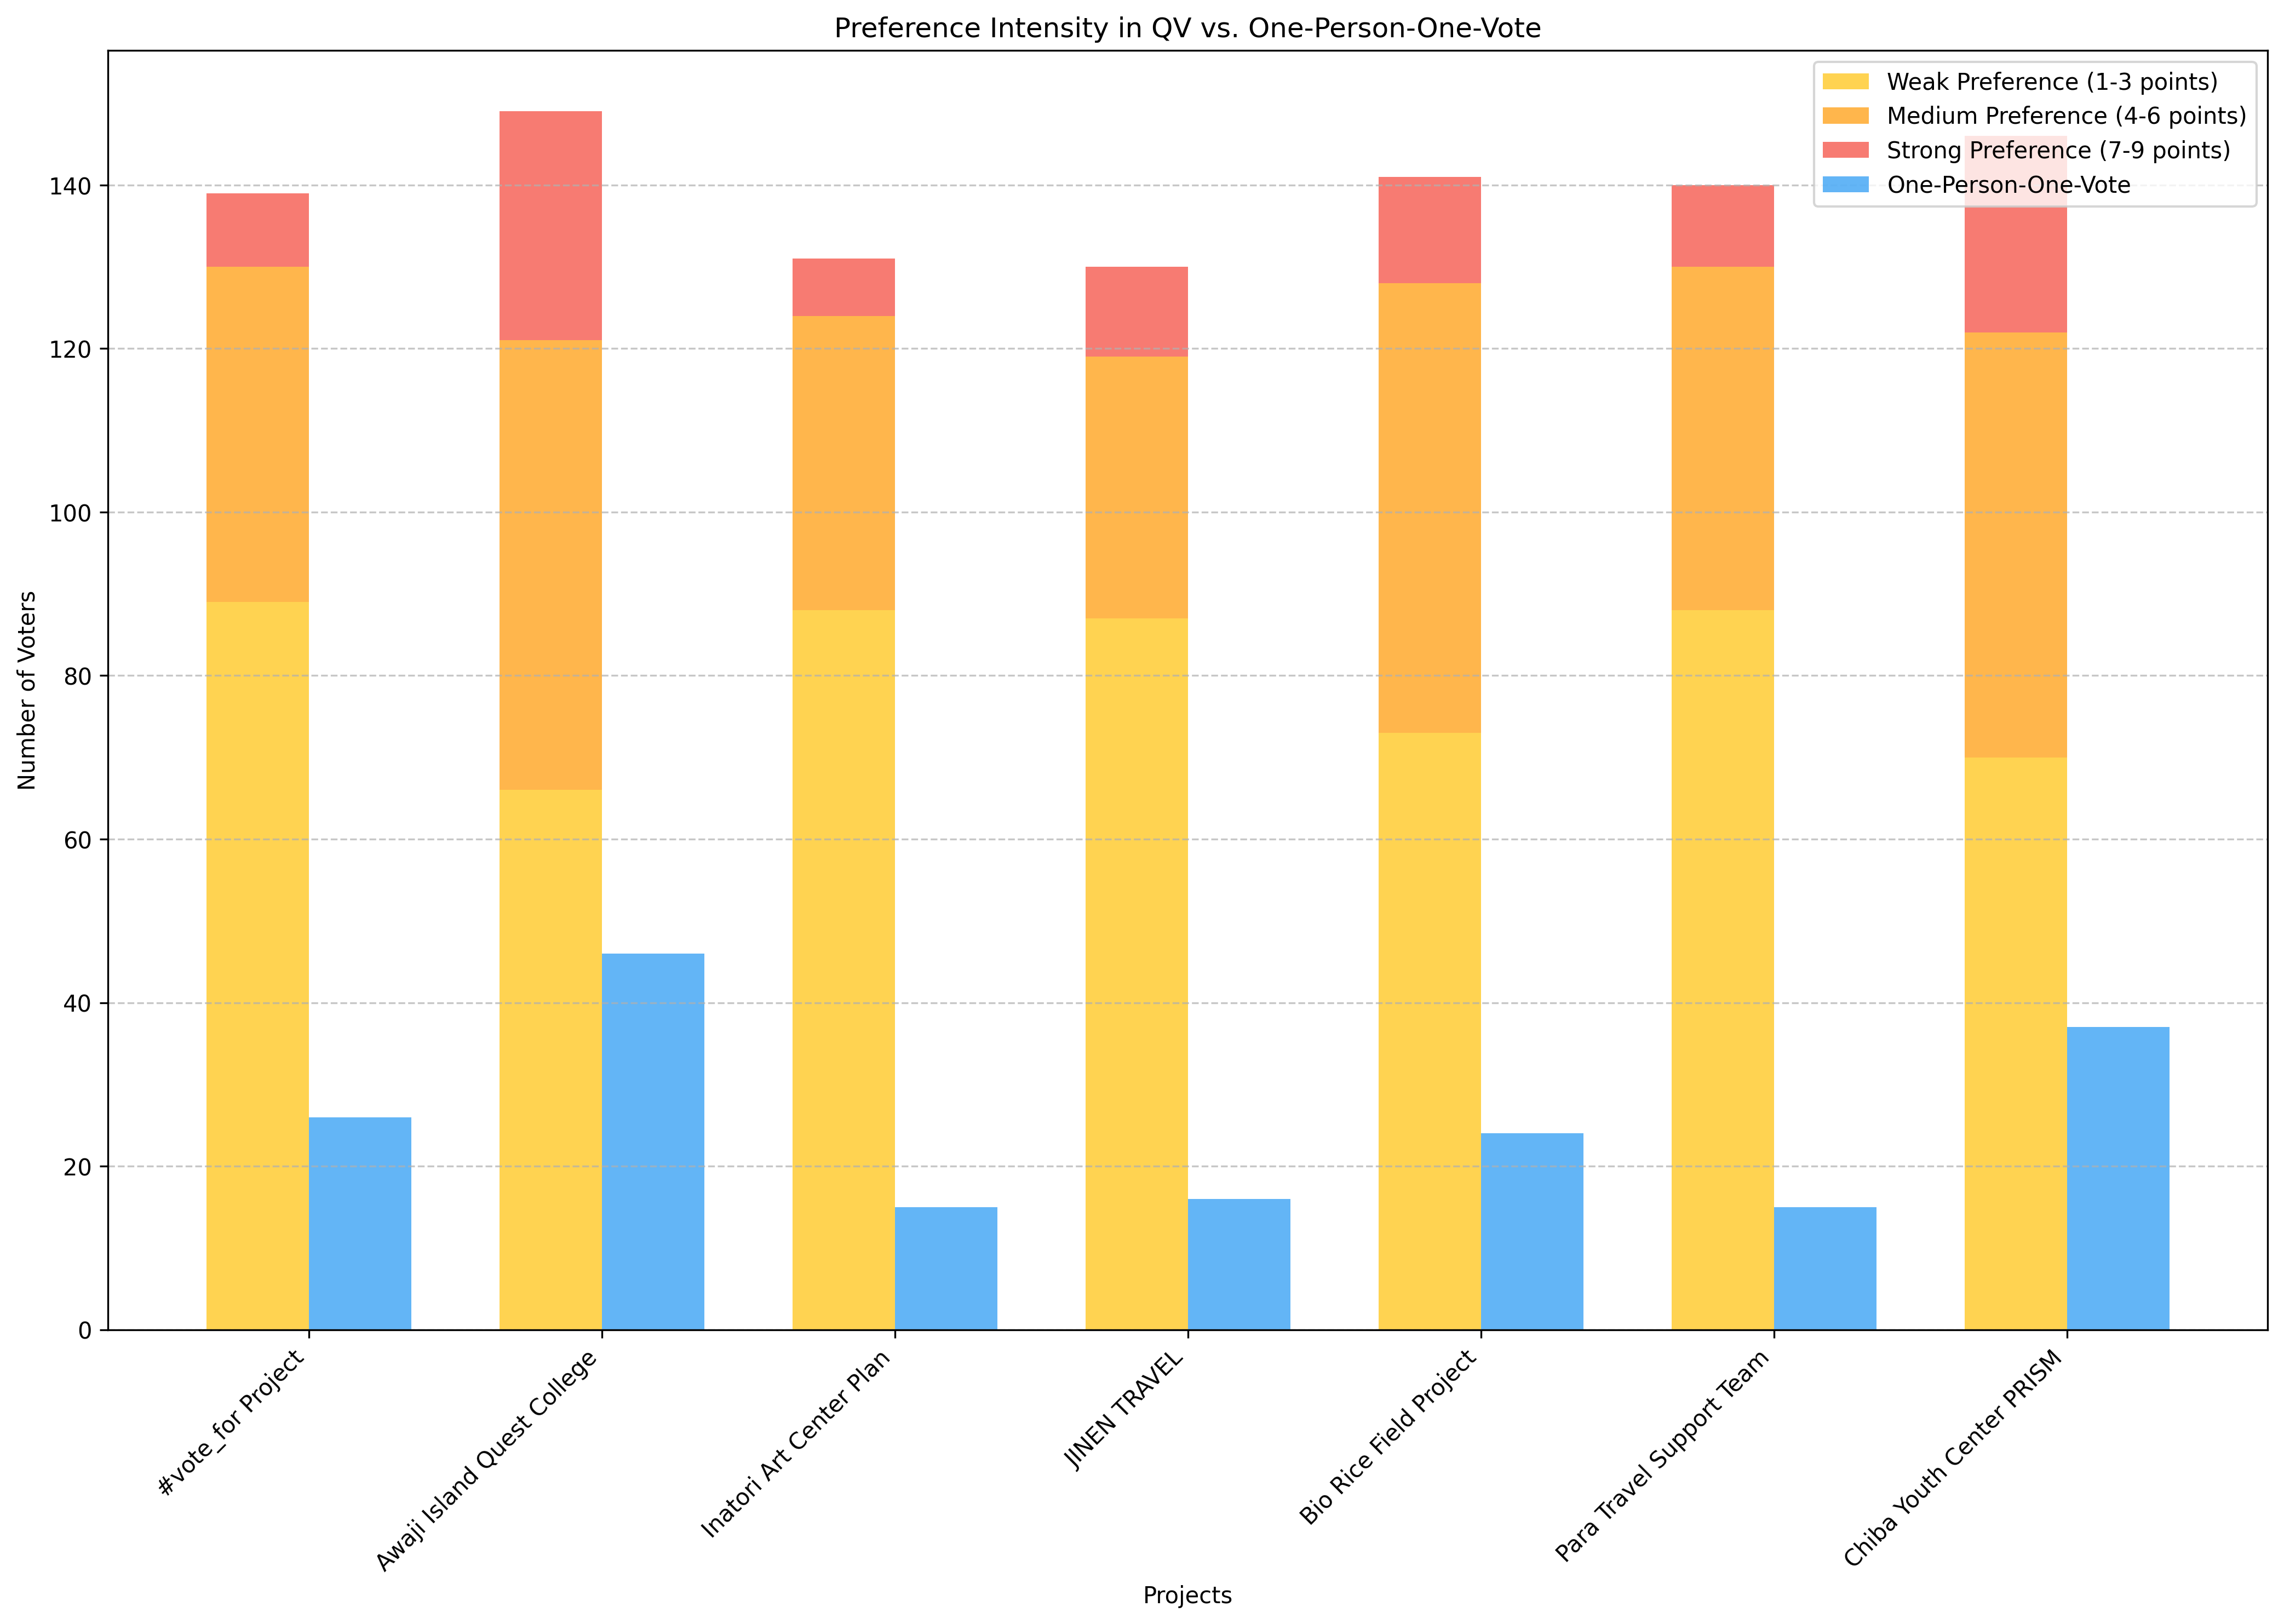 Preference Intensity in QV vs. One-Person-One-Vote
Weak Preference (1-3 points)
Medium Preference (4-6 points)
Strong Preference (7-9 points)
One-Person-One-Vote
Number of Voters
140
120
100
80
60
40
20
0
#vote_for Project
Awaji Island Quest College
Inatori Art Center Plan
JINEN TRAVEL
Bio Rice Field Project
Para Travel Support Team
Chiba Youth Center PRISM
Projects